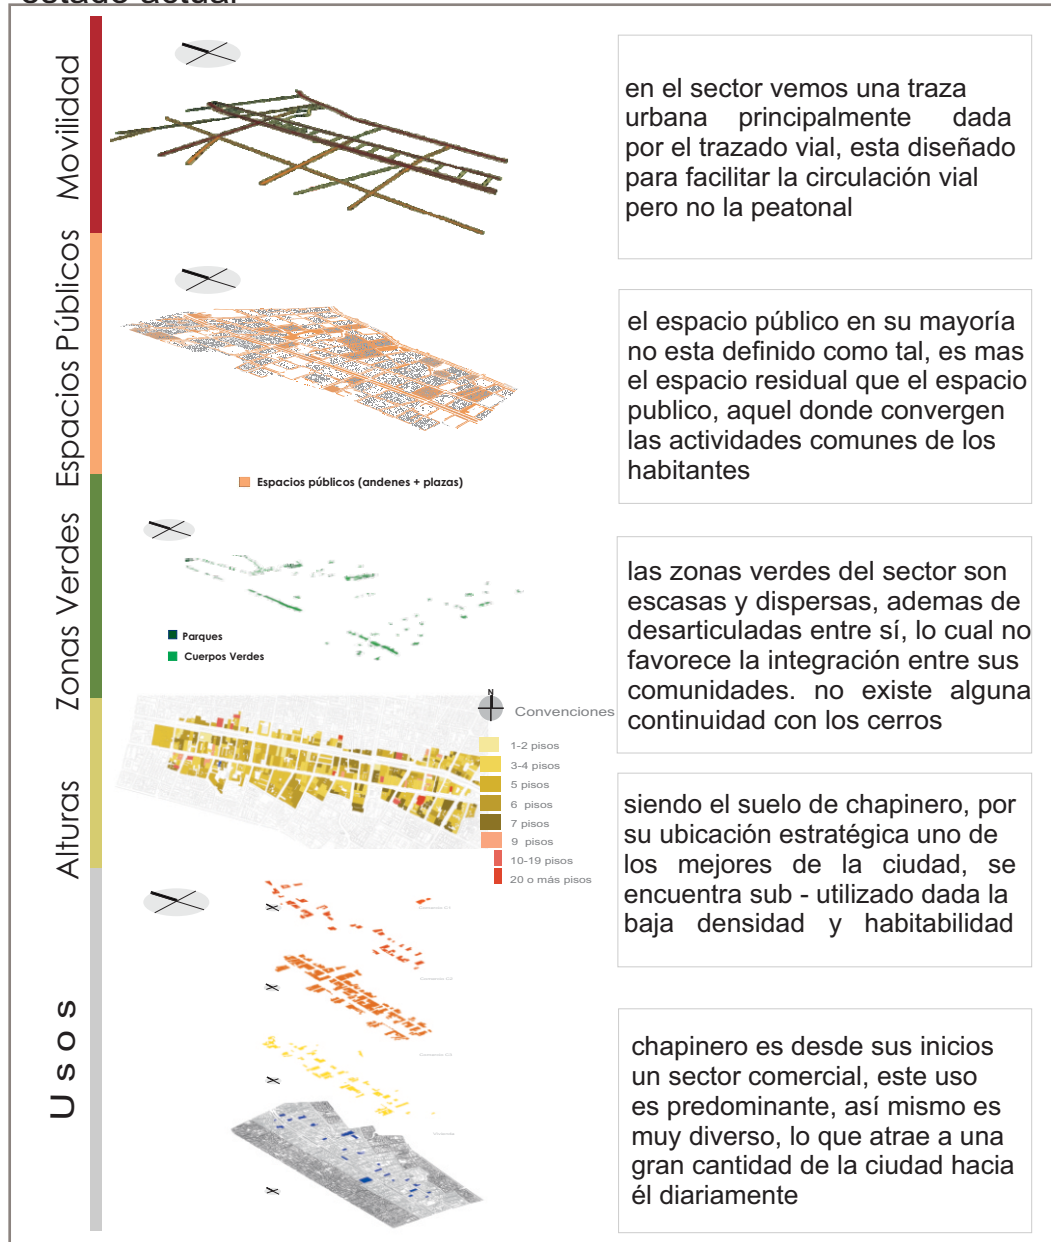 estado actual
Movilidad
en el sector vemos una traza
urbana principalmente dada
por el trazado vial, esta diseñado
para facilitar la circulación vial
pero no la peatonal
Espacios Públicos
el espacio público en su mayoría
no esta definido como tal, es mas
el espacio residual que el espacio
publico, aquel donde convergen
las actividades comunes de los
habitantes
Espacios públicos (andenes + plazas)
Zonas Verdes
Parques
Cuerpos Verdes
las zonas verdes del sector son
escasas y dispersas, ademas de
desarticuladas entre sí, lo cual no
favorece la integración entre sus
comunidades. no existe alguna
continuidad con los cerros
Alturas
N
Convenciones
1-2 pisos
3-4 pisos
5 pisos
6 pisos
7 pisos
9 pisos
10-19 pisos
20 o más pisos
siendo el suelo de chapinero, por
su ubicación estratégica uno de
los mejores de la ciudad, se
encuentra sub - utilizado dada la
baja densidad y habitabilidad
Usos
chapinero es desde sus inicios
un sector comercial, este uso
es predominante, así mismo es
muy diverso, lo que atrae a una
gran cantidad de la ciudad hacia
él diariamente